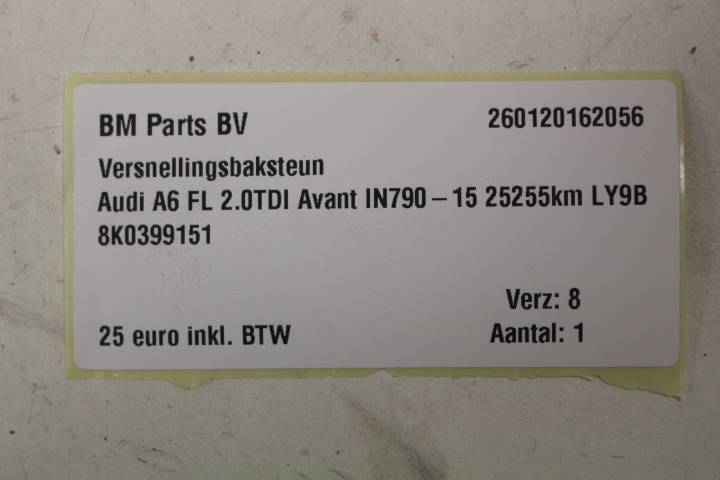 BM Parts BV 260120162056
Versnellingsbaksteun
Audi A6 FL 2.0TDI Avant IN790 – 15 25255km LY9B
8K0399151
Verz: 8
25 euro inkl. BTW Aantal: 1